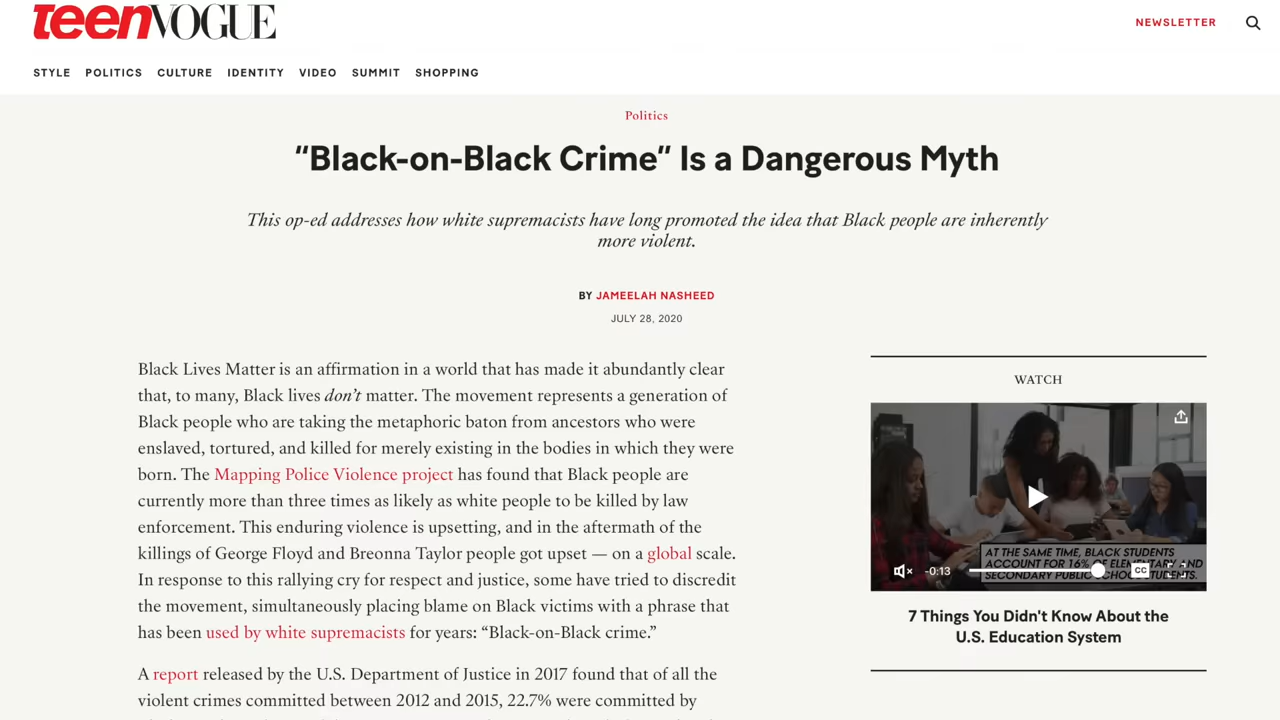 teenVOGUE
NEWSLETTER
STYLE POLITICS CULTURE IDENTITY VIDEO SUMMIT SHOPPING
Politics
“Black-on-Black Crime” Is a Dangerous Myth
This op-ed addresses how white supremacists have long promoted the idea that Black people are inherently
more violent.
BY JAMEELAH NASHEED
JULY 28, 2020
Black Lives Matter is an affirmation in a world that has made it abundantly clear
that, to many, Black lives don’t matter. The movement represents a generation of
Black people who are taking the metaphoric baton from ancestors who were
enslaved, tortured, and killed for merely existing in the bodies in which they were
born. The Mapping Police Violence project has found that Black people are
currently more than three times as likely as white people to be killed by law
enforcement. This enduring violence is upsetting, and in the aftermath of the
killings of George Floyd and Breonna Taylor people got upset — on a global scale.
In response to this rallying cry for respect and justice, some have tried to discredit
the movement, simultaneously placing blame on Black victims with a phrase that
has been used by white supremacists for years: “Black-on-Black crime.”
A report released by the U.S. Department of Justice in 2017 found that of all the
violent crimes committed between 2012 and 2015, 22.7% were committed by
WATCH
AT THE SAME TIME, BLACK STUDENTS
ACCOUNT FOR 16% OF ELEMENTARY AND
SECONDARY PUBLIC SCHOOL STUDENTS.
-0:13
CC
7 Things You Didn't Know About the
U.S. Education System